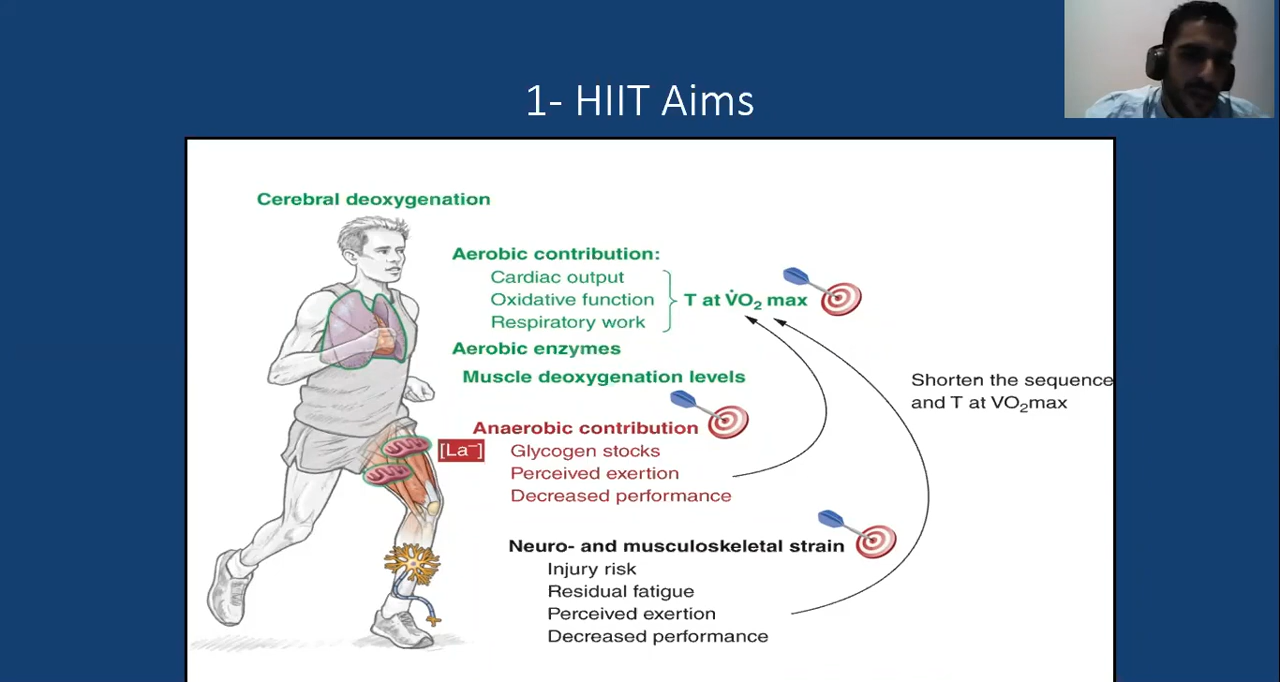 1- HIIT Aims
Cerebral deoxygenation
Aerobic contribution:
Cardiac output
Oxidative function
Respiratory work
T at V̇O₂ max
Aerobic enzymes
Muscle deoxygenation levels
Shorten the sequence
and T at VO₂max
Anaerobic contribution
[La⁻]
Glycogen stocks
Perceived exertion
Decreased performance
Neuro- and musculoskeletal strain
Injury risk
Residual fatigue
Perceived exertion
Decreased performance